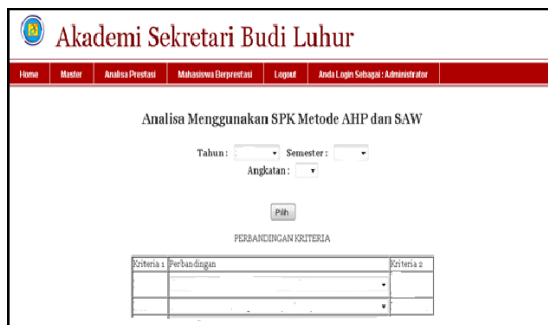 Akademi Sekretari Budi Luhur
Home Master Analisa Prestasi Mahasiswa Berprestasi Logout Anda Login Sebagai : Administrator
Analisa Menggunakan SPK Metode AHP dan SAW
Tahun : Semester :
Angkatan :
Pilih
PERBANDINGAN KRITERIA
Kriteria 1 Perbandingan Kriteria 2